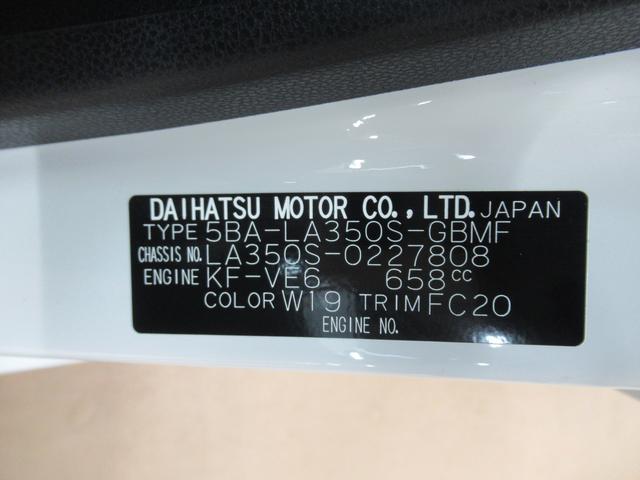 DAIHATSU MOTOR CO., LTD. JAPAN
TYPE 5BA-LA350S-GBMF
CHASSIS NO. LA350S-0227808
ENGINE KF-VE6 658cc
COLOR W19 TRIM FC20
ENGINE NO.